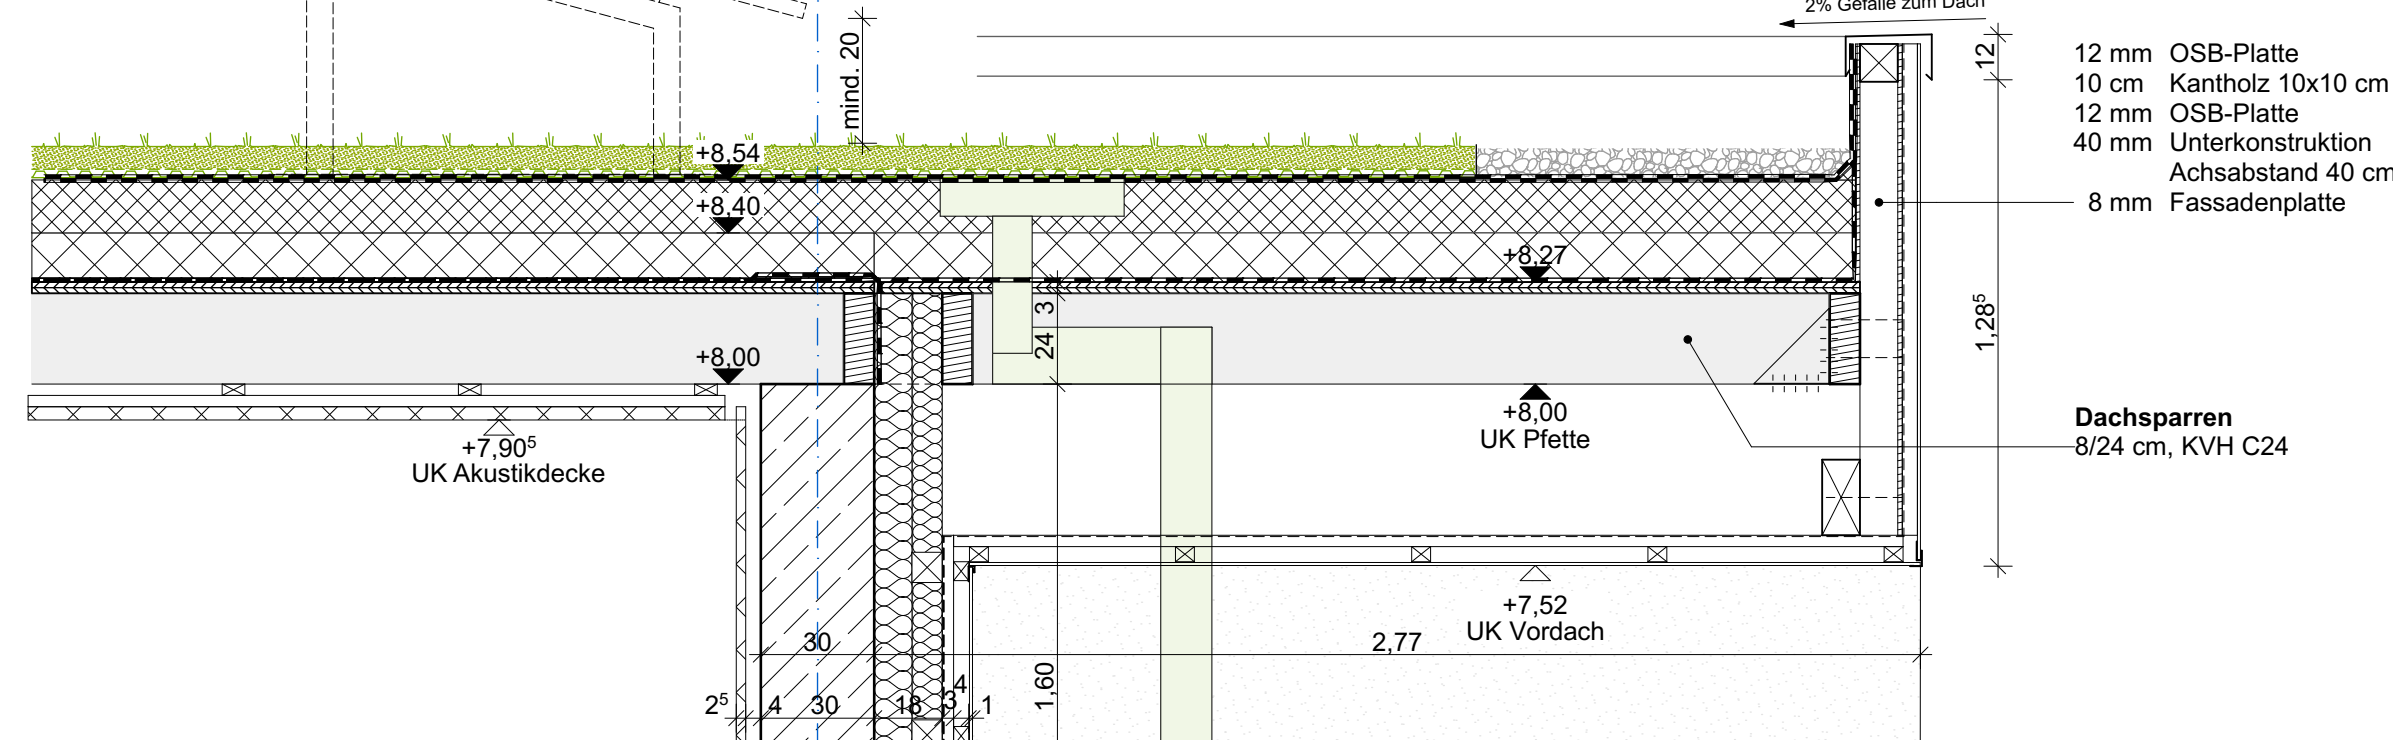 2% Gefälle zum Dach
mind. 20
12
12 mm OSB-Platte
10 cm Kantholz 10x10 cm
12 mm OSB-Platte
40 mm Unterkonstruktion
Achsabstand 40 cm
8 mm Fassadenplatte
+8,54
+8,40
+8,27
3
24
1,28⁵
+8,00
+8,00
UK Pfette
Dachsparren
8/24 cm, KVH C24
+7,90⁵
UK Akustikdecke
+7,52
UK Vordach
30
2,77
1,60
2⁵
4
30
18
3
4
1